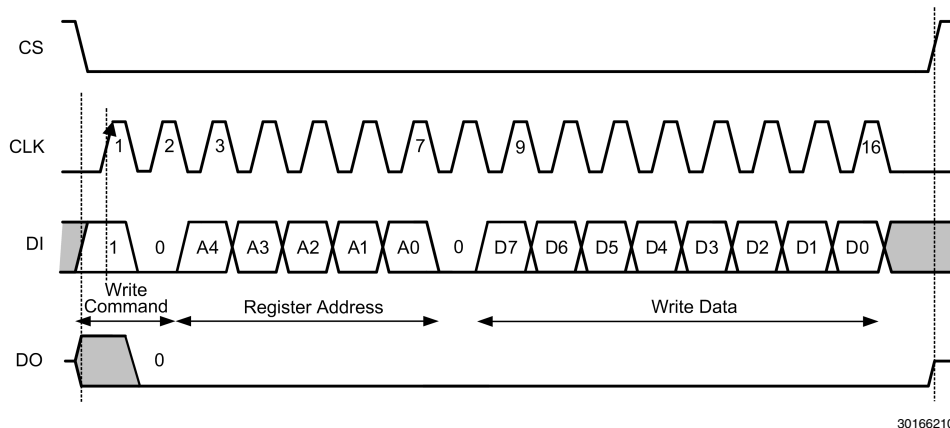 CS
CLK 1 2 3 7 9 16
DI 1 0 A4 A3 A2 A1 A0 0 D7 D6 D5 D4 D3 D2 D1 D0
Write
Command Register Address Write Data
DO 0
30166210